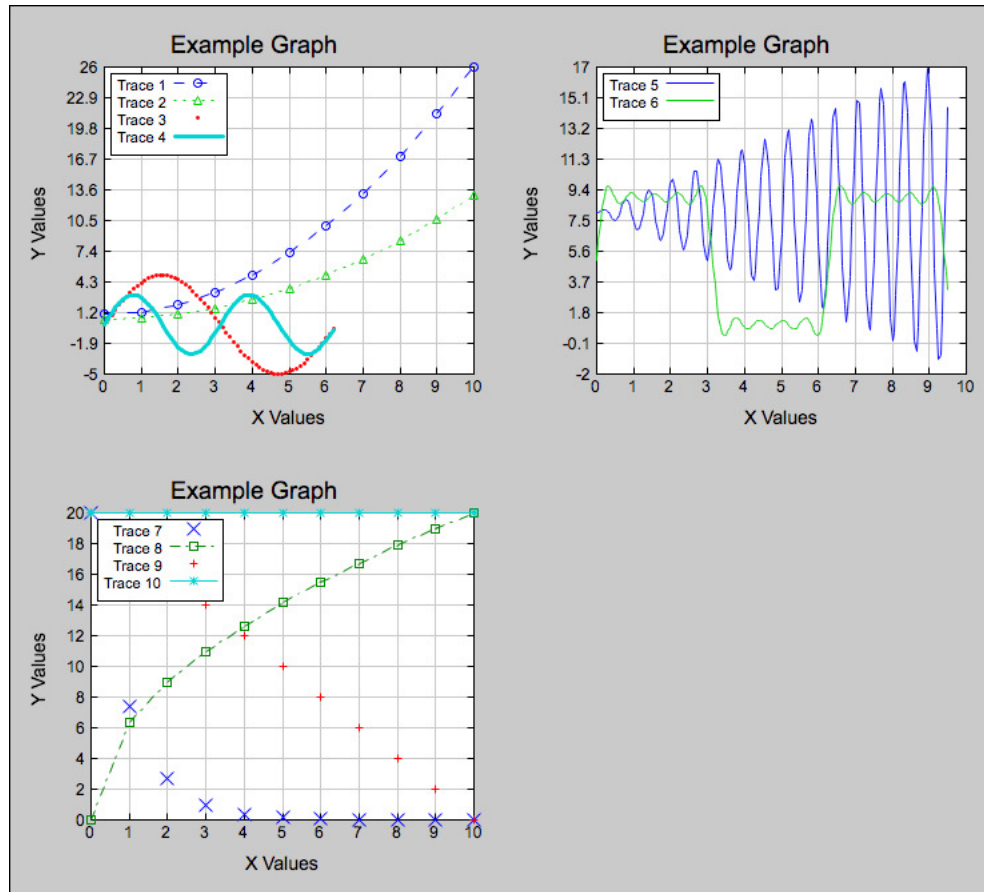 Example Graph
26
22.9
19.8
16.7
13.6
10.5
7.4
4.3
1.2
-1.9
-5
Y Values
Trace 1
Trace 2
Trace 3
Trace 4
0 1 2 3 4 5 6 7 8 9 10
X Values
Example Graph
17
15.1
13.2
11.3
9.4
7.5
5.6
3.7
1.8
-0.1
-2
Y Values
Trace 5
Trace 6
0 1 2 3 4 5 6 7 8 9 10
X Values
Example Graph
20
18
16
14
12
10
8
6
4
2
0
Y Values
Trace 7
Trace 8
Trace 9
Trace 10
0 1 2 3 4 5 6 7 8 9 10
X Values